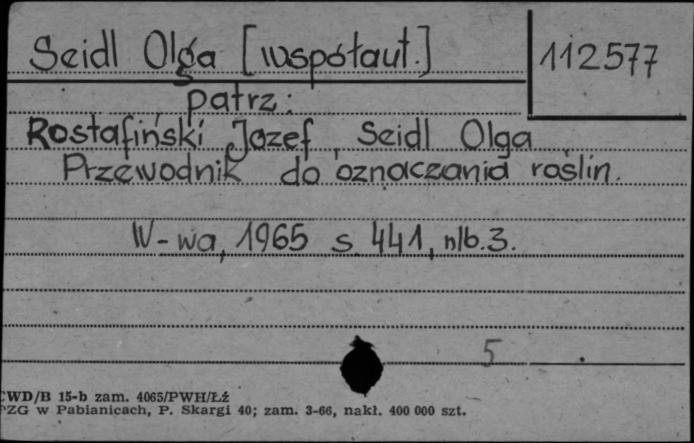 Seidl Olga [współaut.] 112577
patrz:
Rostafiński Jozef, Seidl Olga
Przewodnik do oznaczania roślin.
W-wa, 1965 s. 441, nlb.3.
5
CWD/B 15-b zam. 4065/PWH/Łź
PZG w Pabianicach, P. Skargi 40; zam. 3-66, nakł. 400 000 szt.